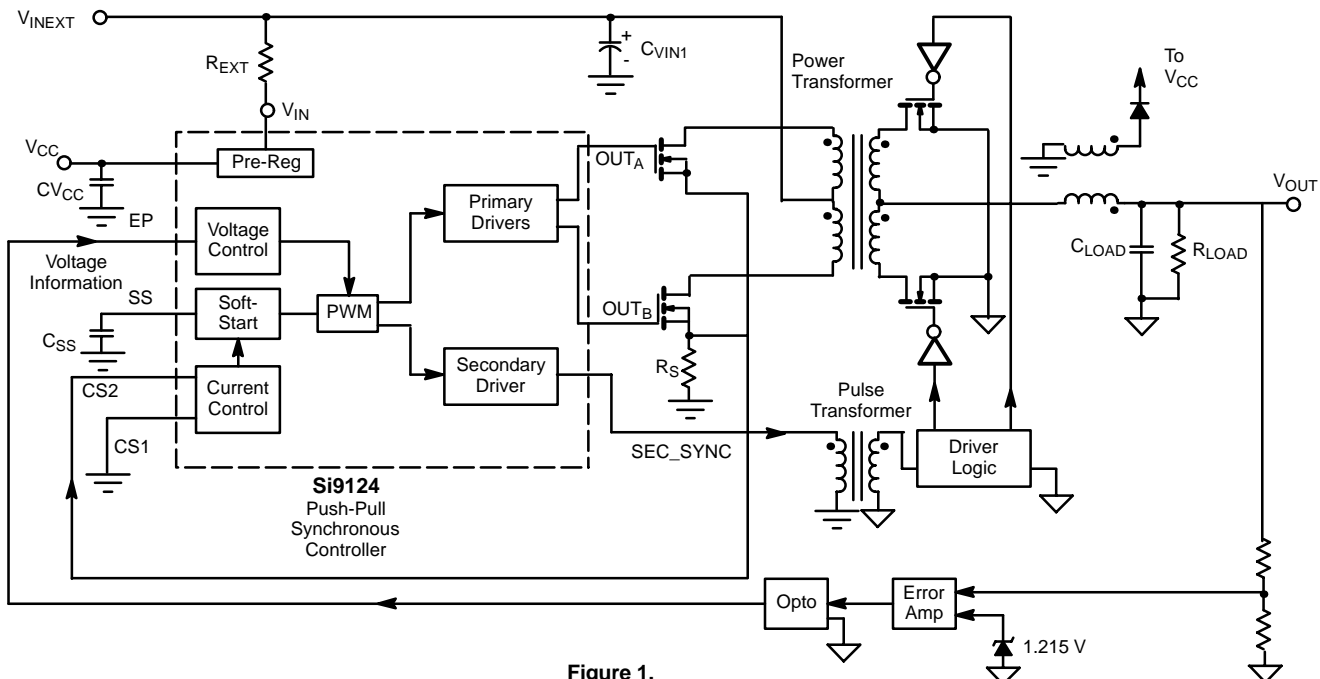 VINEXT
REXT
CVIN1
VIN
VCC
CVCC
Pre-Reg
Power
Transformer
To
VCC
OUTA
VOUT
EP
Voltage
Information
Voltage
Control
Primary
Drivers
CLOAD
RLOAD
SS
Soft-
Start
PWM
OUTB
CSS
CS2
Current
Control
Secondary
Driver
RS
Pulse
Transformer
CS1
SEC_SYNC
Driver
Logic
Si9124
Push-Pull
Synchronous
Controller
Opto
Error
Amp
1.215 V
+
-
Figure 1.